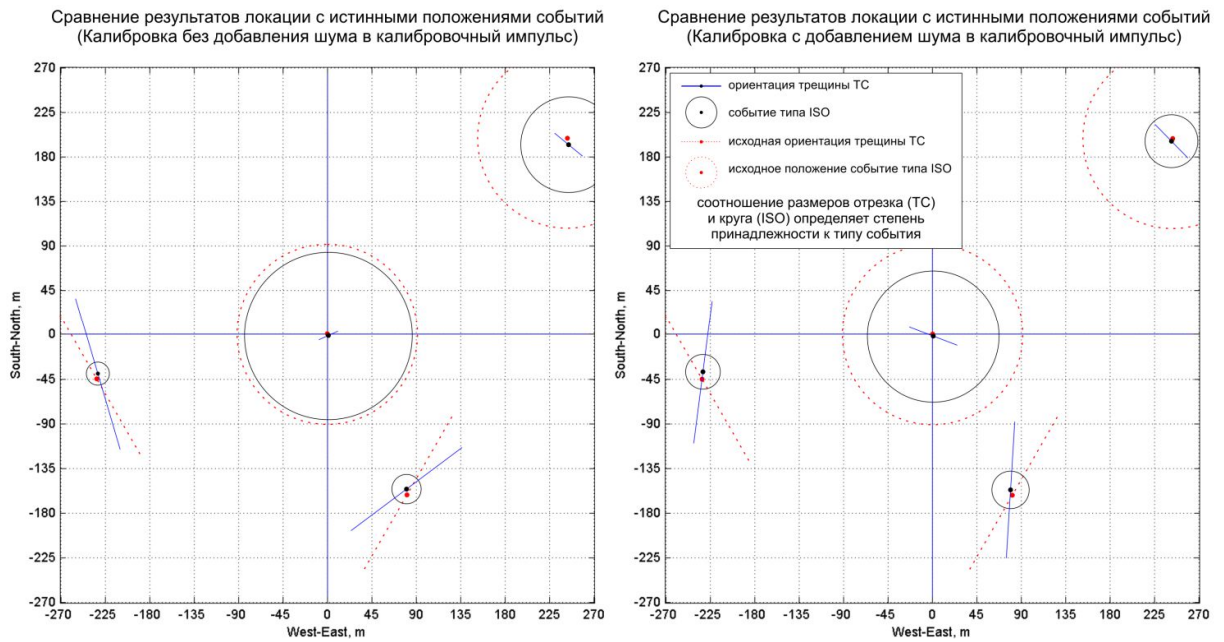 Сравнение результатов локации с истинными положениями событий
(Калибровка без добавления шума в калибровочный импульс)
270
225
180
135
90
45
0
-45
-90
-135
-180
-225
-270
South-North, m
-270 -225 -180 -135 -90 -45 0 45 90 135 180 225 270
West-East, m
Сравнение результатов локации с истинными положениями событий
(Калибровка с добавлением шума в калибровочный импульс)
270
225
180
135
90
45
0
-45
-90
-135
-180
-225
-270
South-North, m
ориентация трещины ТС
событие типа ISO
исходная ориентация трещины ТС
исходное положение событие типа ISO
соотношение размеров отрезка (ТС)
и круга (ISO) определяет степень
принадлежности к типу события
-270 -225 -180 -135 -90 -45 0 45 90 135 180 225 270
West-East, m